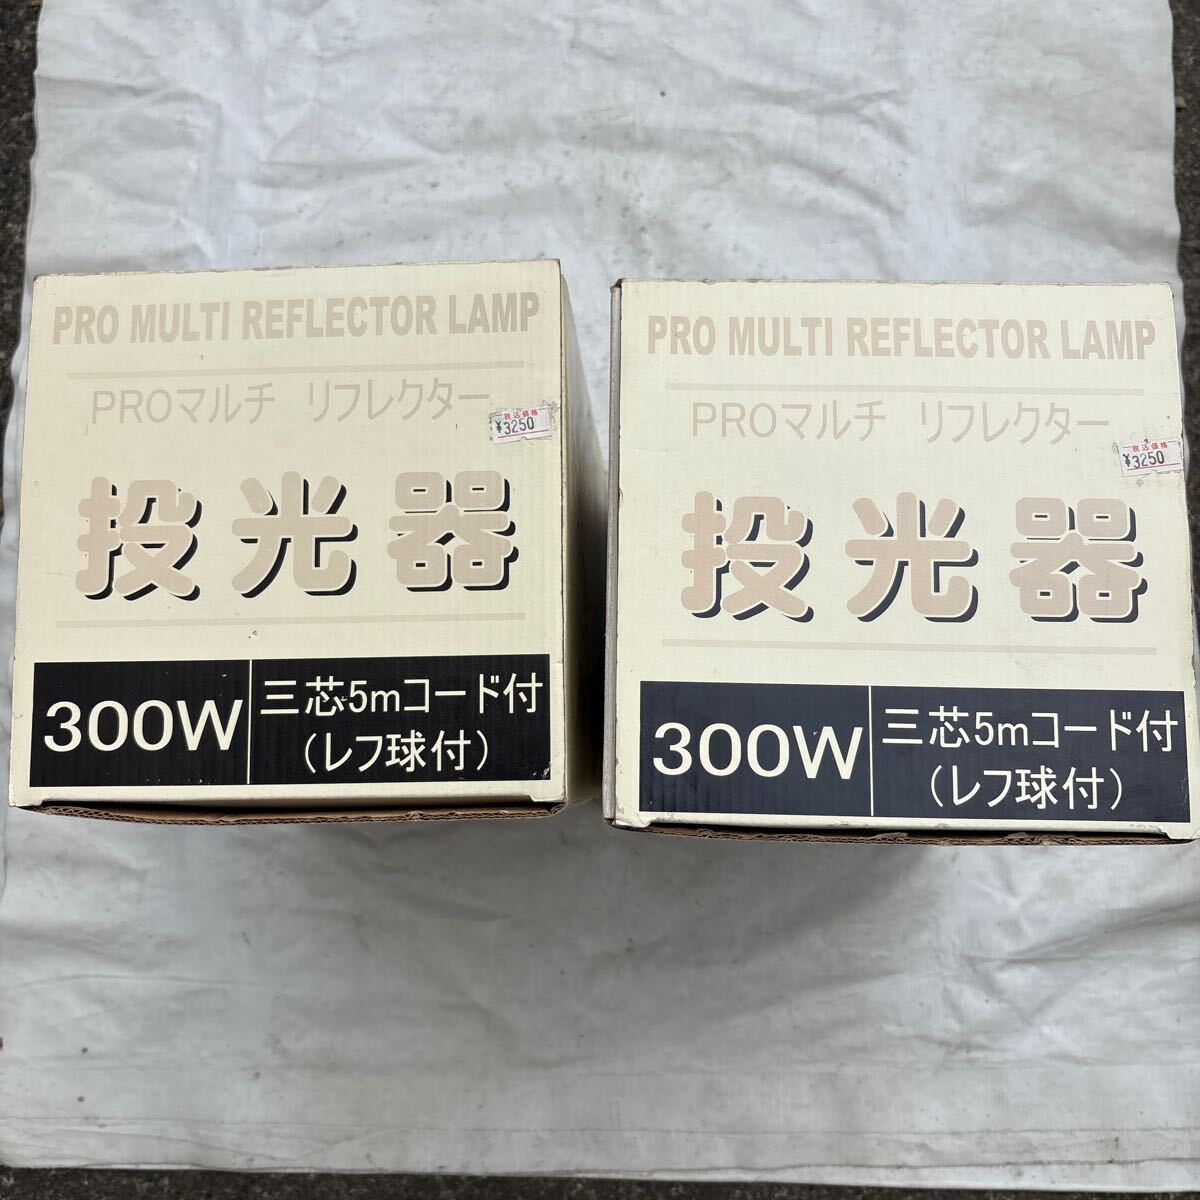 PRO MULTI REFLECTOR LAMP
PROマルチ リフレクター
税込価格
¥3250
投光器
300W
三芯5mコード付
(レフ球付)
PRO MULTI REFLECTOR LAMP
PROマルチ リフレクター
税込価格
¥3250
投光器
300W
三芯5mコード付
(レフ球付)